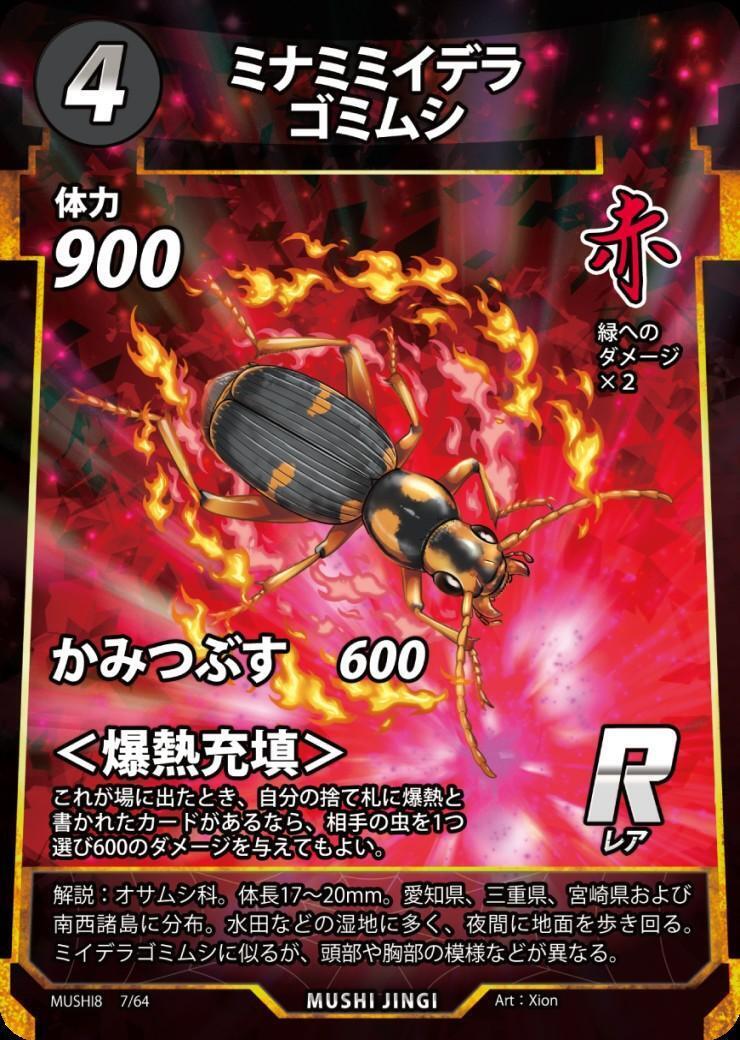 4
ミナミミイデラ
ゴミムシ
体力
900
赤
緑への
ダメージ
×2
かみつぶす 600
＜爆熱充填＞
これが場に出たとき、自分の捨て札に爆熱と
書かれたカードがあるなら、相手の虫を1つ
選び600のダメージを与えてもよい。
R
レア
解説：オサムシ科。体長17～20mm。愛知県、三重県、宮崎県および
南西諸島に分布。水田などの湿地に多く、夜間に地面を歩き回る。
ミイデラゴミムシに似るが、頭部や胸部の模様などが異なる。
MUSHI8 7/64 MUSHI JINGI Art：Xion